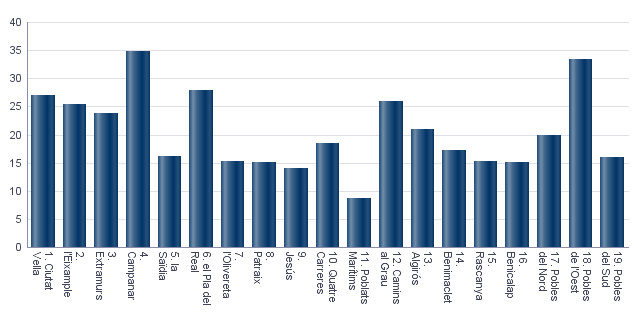 40
35
30
25
20
15
10
5
0
1. Ciutat
Vella
2.
l'Eixample
3.
Extramurs
4.
Campanar
5. la
Saïdia
6. el Pla del
Real
7.
l'Olivereta
8.
Patraix
9.
Jesús
10. Quatre
Carreres
11. Poblats
Marítims
12. Camins
al Grau
13.
Algirós
14.
Benimaclet
15.
Rascanya
16.
Benicalap
17. Pobles
del Nord
18. Pobles
de l'Oest
19. Pobles
del Sud